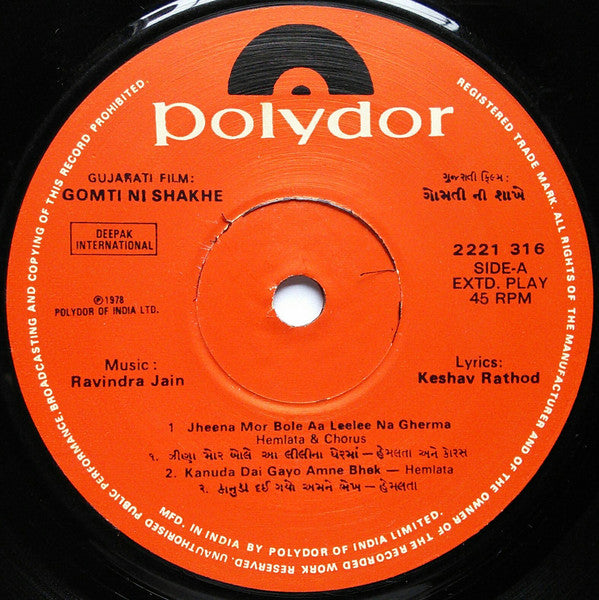 polydor
GUJARATI FILM:
GOMTI NI SHAKHE
ગુજરાતી ફિલ્મ :
ગોમતી ની શાખે
DEEPAK
INTERNATIONAL
℗ 1978
POLYDOR OF INDIA LTD.
2221 316
SIDE-A
EXTD. PLAY
45 RPM
Music :
Ravindra Jain
Lyrics:
Keshav Rathod
1 Jheena Mor Bole Aa Leelee Na Gherma
Hemlata & Chorus
૧. ઝીણા મોર બોલે આ લીલીના ઘેરમાં – હેમલતા અને કોરસ
2. Kanuda Dai Gayo Amne Bhek — Hemlata
૨. કાનુડા દઈ ગયો અમને ભેખ – હેમલતા
MFD. IN INDIA BY POLYDOR OF INDIA LIMITED.
REGISTERED TRADE MARK. ALL RIGHTS OF THE MANUFACTURER AND OF THE OWNER OF THE RECORDED WORK RESERVED. UNAUTHORISED PUBLIC PERFORMANCE, BROADCASTING AND COPYING OF THIS RECORD PROHIBITED.